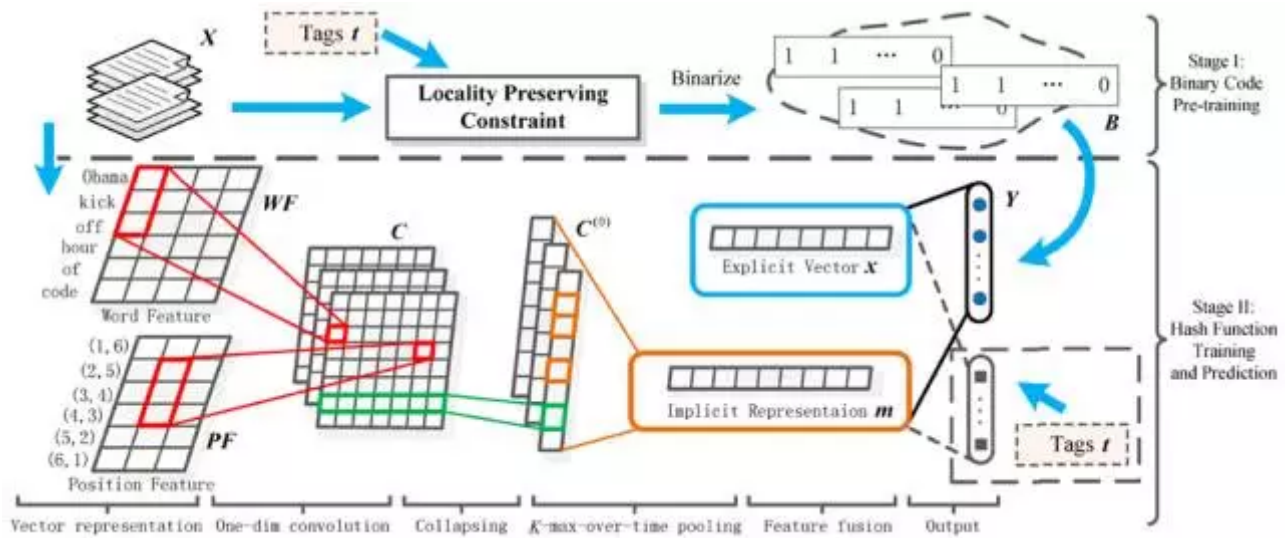 X
Tags t
Locality Preserving
Constraint
Binarize
1 1 ⋯ 0
1 1 ⋯ 0
1 1 ⋯ 0
B
Stage I:
Binary Code
Pre-training
Obama
kick
off
hour
of
code
WF
Word Feature
(1, 6)
(2, 5)
(3, 4)
(4, 3)
(5, 2)
(6, 1)
PF
Position Feature
C
C⁽⁰⁾
Explicit Vector x
Implicit Representaion m
Y
Tags t
Stage II:
Hash Function
Training
and Prediction
Vector representation
One-dim convolution
Collapsing
K-max-over-time pooling
Feature fusion
Output